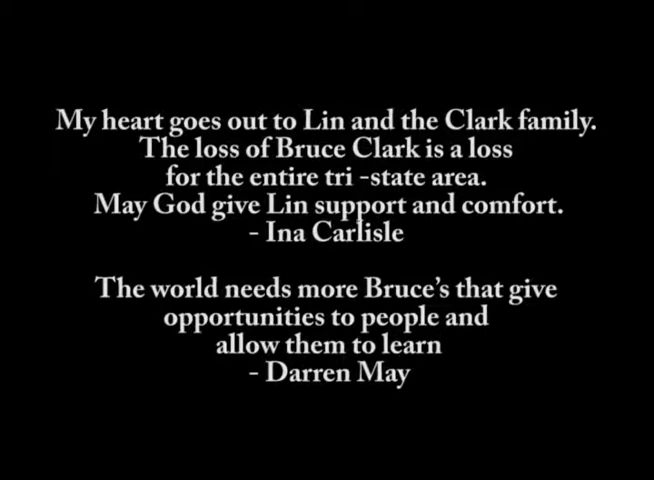 My heart goes out to Lin and the Clark family.
The loss of Bruce Clark is a loss
for the entire tri -state area.
May God give Lin support and comfort.
- Ina Carlisle
The world needs more Bruce's that give
opportunities to people and
allow them to learn
- Darren May